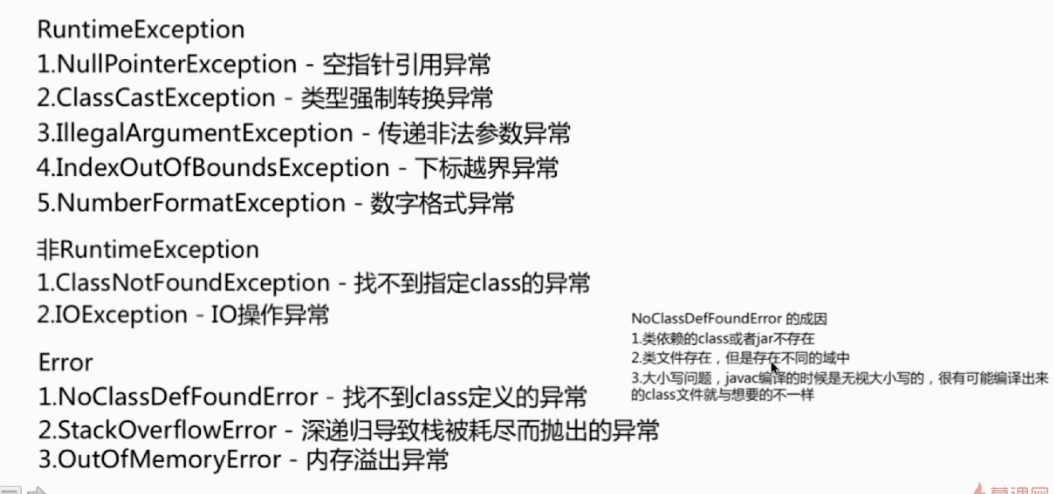 RuntimeException
1.NullPointerException - 空指针引用异常
2.ClassCastException - 类型强制转换异常
3.IllegalArgumentException - 传递非法参数异常
4.IndexOutOfBoundsException - 下标越界异常
5.NumberFormatException - 数字格式异常
非RuntimeException
1.ClassNotFoundException - 找不到指定class的异常
2.IOException - IO操作异常
Error
1.NoClassDefFoundError - 找不到class定义的异常
2.StackOverflowError - 深递归导致栈被耗尽而抛出的异常
3.OutOfMemoryError - 内存溢出异常
NoClassDefFoundError 的成因
1.类依赖的class或者jar不存在
2.类文件存在，但是存在不同的域中
3.大小写问题，javac编译的时候是无视大小写的，很有可能编译出来
的class文件就与想要的不一样